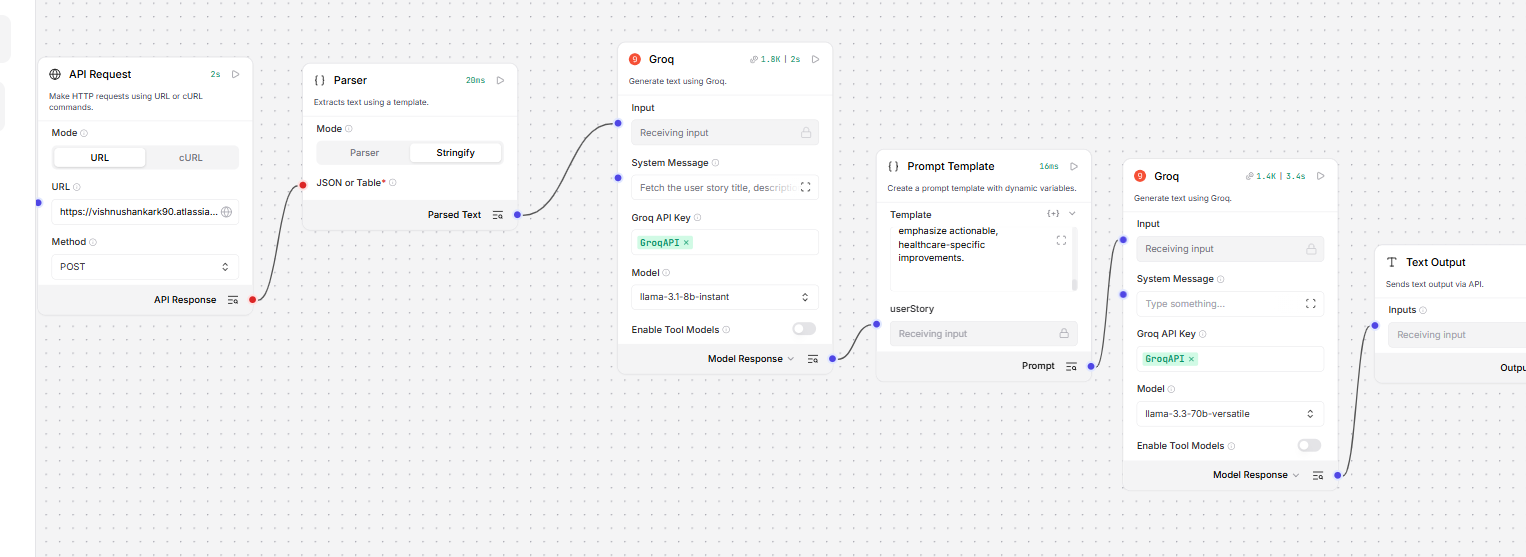 API Request
2s
Make HTTP requests using URL or cURL
commands.
Mode
URL
cURL
URL
https://vishnushankark90.atlassia...
Method
POST
API Response
Parser
20ms
Extracts text using a template.
Mode
Parser
Stringify
JSON or Table*
Parsed Text
Groq
1.8K | 2s
Generate text using Groq.
Input
Receiving input
System Message
Fetch the user story title, descriptio
Groq API Key
GroqAPI ×
Model
llama-3.1-8b-instant
Enable Tool Models
Model Response
Prompt Template
16ms
Create a prompt template with dynamic variables.
Template
{+}
emphasize actionable,
healthcare-specific
improvements.
userStory
Receiving input
Prompt
Groq
1.4K | 3.4s
Generate text using Groq.
Input
Receiving input
System Message
Type something...
Groq API Key
GroqAPI ×
Model
llama-3.3-70b-versatile
Enable Tool Models
Model Response
Text Output
Sends text output via API.
Inputs
Receiving input
Outpu